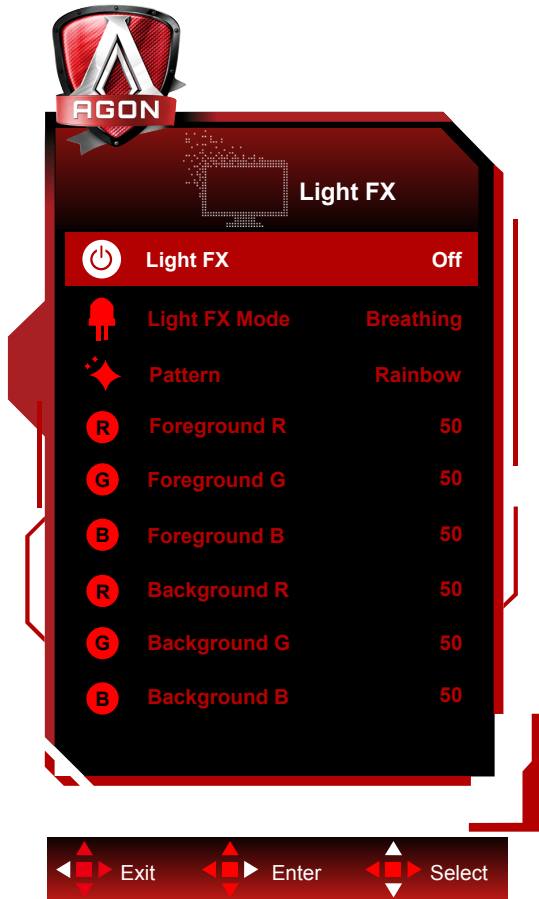 AGON
Light FX
Light FX Off
Light FX Mode Breathing
Pattern Rainbow
R Foreground R 50
G Foreground G 50
B Foreground B 50
R Background R 50
G Background G 50
B Background B 50
Exit Enter Select